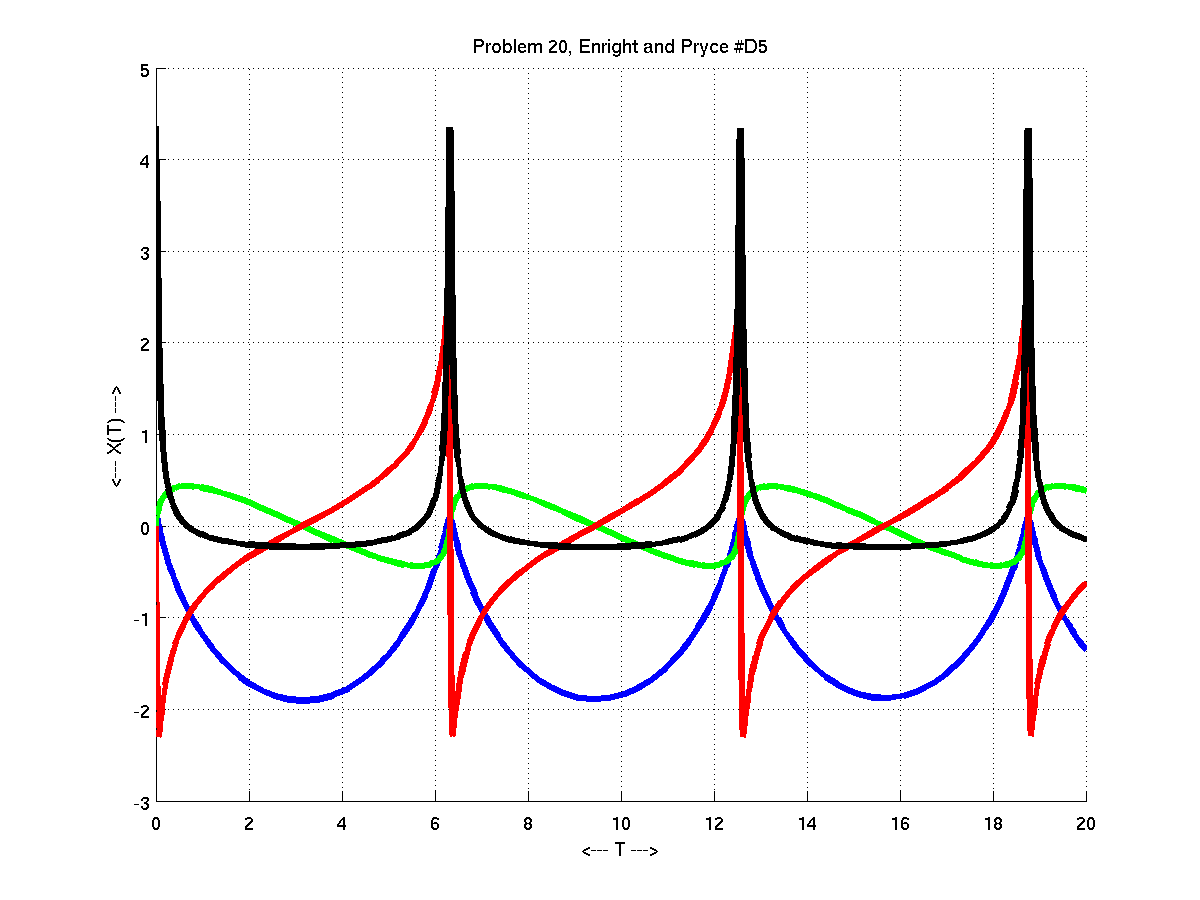 Problem 20, Enright and Pryce #D5
5
4
3
2
1
0
-1
-2
-3
<--- X(T) --->
0 2 4 6 8 10 12 14 16 18 20
<--- T --->